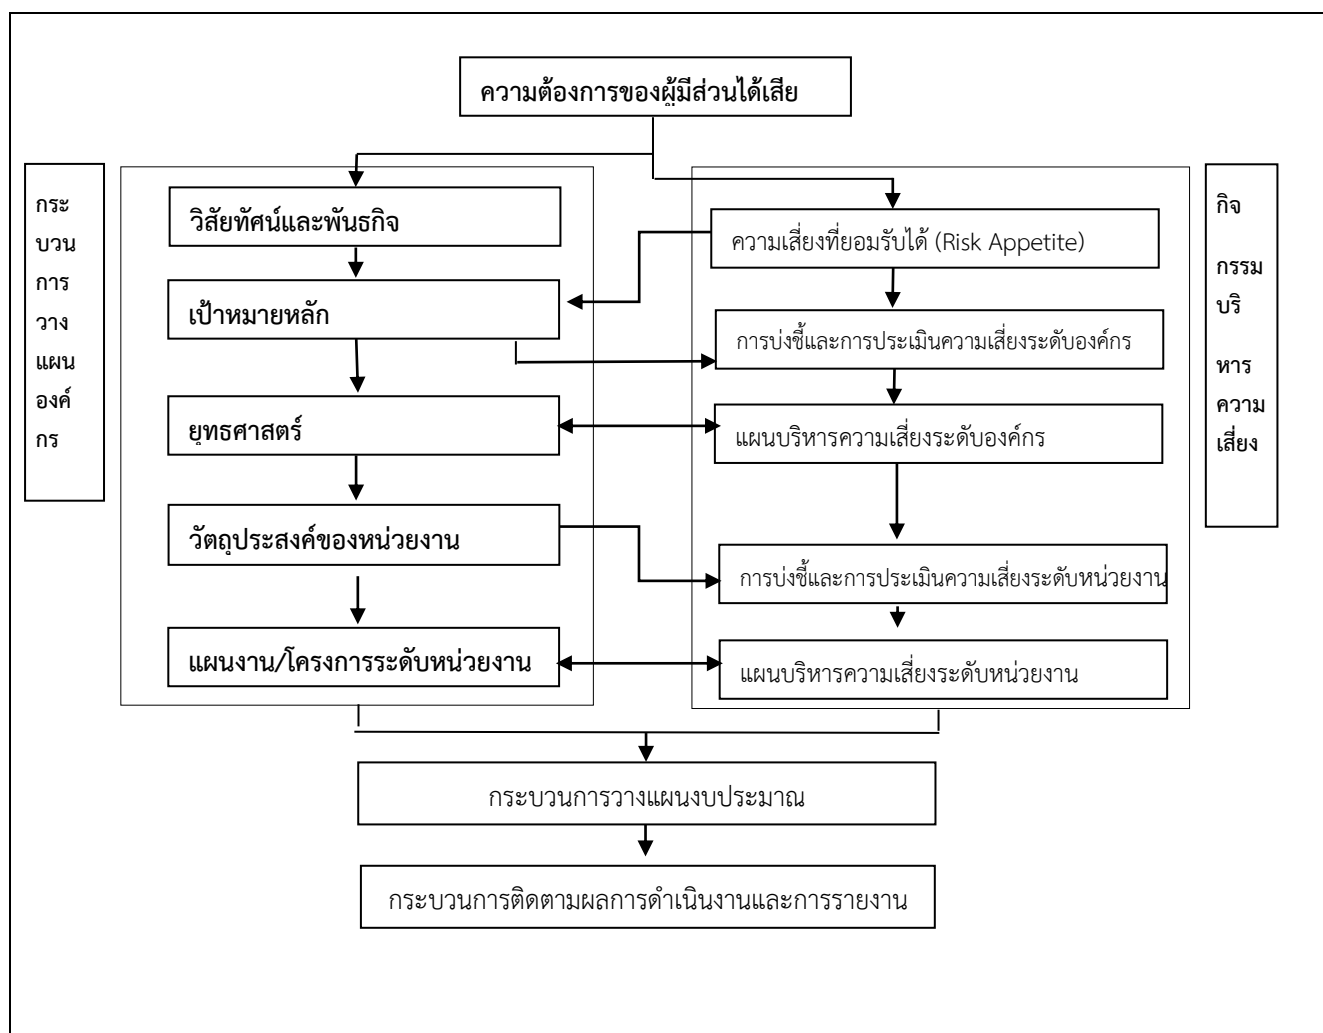 ความต้องการของผู้มีส่วนได้เสีย
กระ
บวน
การ
วาง
แผน
องค์
กร
วิสัยทัศน์และพันธกิจ
เป้าหมายหลัก
ยุทธศาสตร์
วัตถุประสงค์ของหน่วยงาน
แผนงาน/โครงการระดับหน่วยงาน
ความเสี่ยงที่ยอมรับได้ (Risk Appetite)
การบ่งชี้และการประเมินความเสี่ยงระดับองค์กร
แผนบริหารความเสี่ยงระดับองค์กร
การบ่งชี้และการประเมินความเสี่ยงระดับหน่วยงาน
แผนบริหารความเสี่ยงระดับหน่วยงาน
กิจ
กรรม
บริ
หาร
ความ
เสี่ยง
กระบวนการวางแผนงบประมาณ
กระบวนการติดตามผลการดำเนินงานและการรายงาน